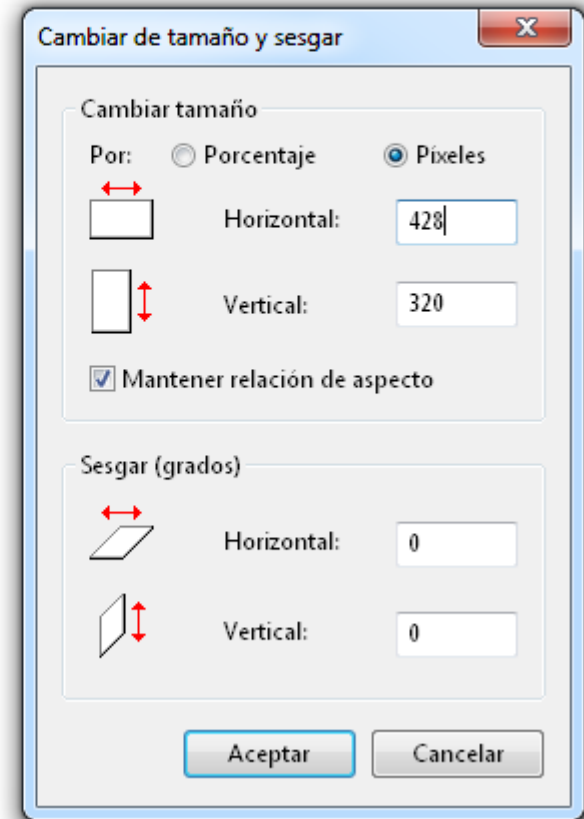 Cambiar de tamaño y sesgar
Cambiar tamaño
Por: Porcentaje Píxeles
Horizontal: 428
Vertical: 320
Mantener relación de aspecto
Sesgar (grados)
Horizontal: 0
Vertical: 0
Aceptar Cancelar